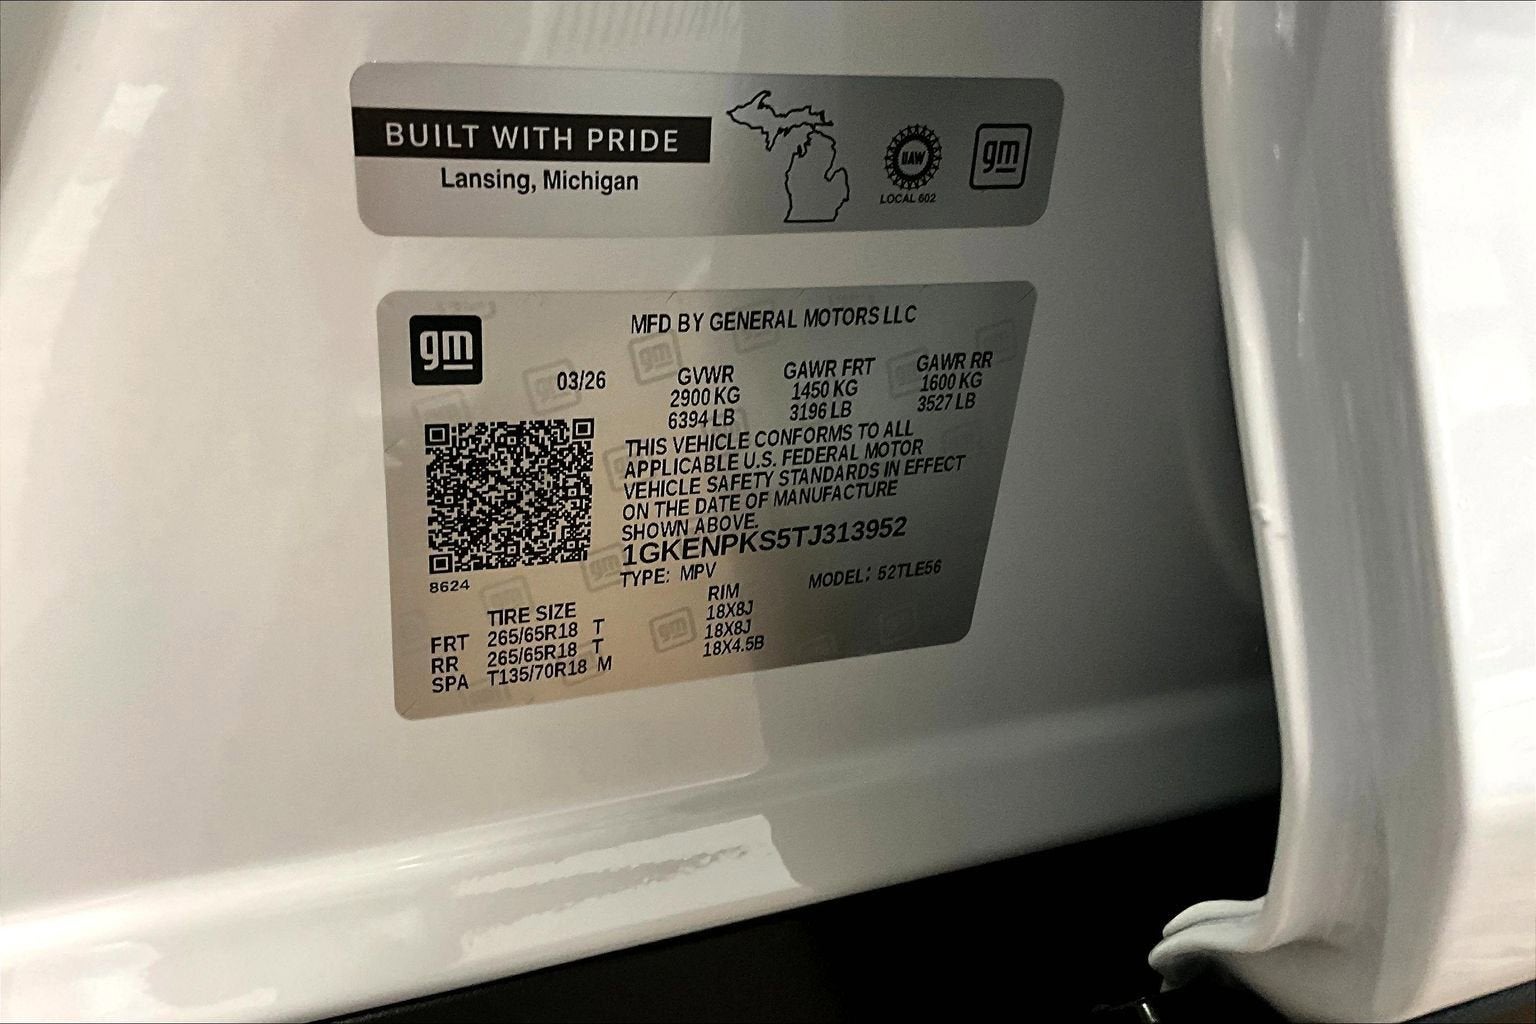 BUILT WITH PRIDE
Lansing, Michigan
UAW
LOCAL 602
gm
gm
MFD BY GENERAL MOTORS LLC
03/26
GVWR GAWR FRT GAWR RR
2900 KG 1450 KG 1600 KG
6394 LB 3196 LB 3527 LB
THIS VEHICLE CONFORMS TO ALL
APPLICABLE U.S. FEDERAL MOTOR
VEHICLE SAFETY STANDARDS IN EFFECT
ON THE DATE OF MANUFACTURE
SHOWN ABOVE.
1GKENPKS5TJ313952
TYPE: MPV MODEL: 52TLE56
8624
TIRE SIZE RIM
FRT 265/65R18 T 18X8J
RR 265/65R18 T 18X8J
SPA T135/70R18 M 18X4.5B